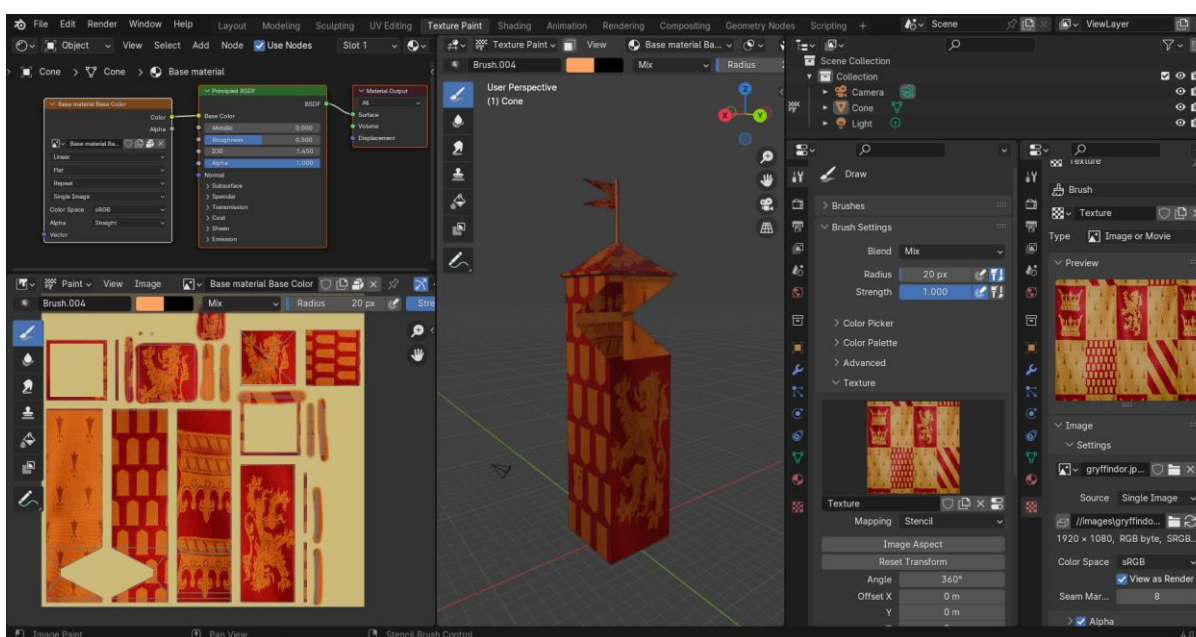 File Edit Render Window Help
Layout Modeling Sculpting UV Editing Texture Paint Shading Animation Rendering Compositing Geometry Nodes Scripting +
Scene
ViewLayer
Object View Select Add Node Use Nodes Slot 1
Cone > Cone > Base material
Base material Base Color
Color
Alpha
Base material Ba...
Linear
Flat
Repeat
Single Image
Color Space sRGB
Alpha Straight
Vector
Principled BSDF
BSDF
Base Color
Metallic 0.000
Roughness 0.500
IOR 1.450
Alpha 1.000
Normal
> Subsurface
> Specular
> Transmission
> Coat
> Sheen
> Emission
Material Output
All
Surface
Volume
Displacement
Paint View Image Base material Base Color
Brush.004 Mix Radius 20 px Stre
Texture Paint View Base material Ba...
Brush.004 Mix Radius
User Perspective
(1) Cone
Z
X
Y
Scene Collection
Collection
Camera
Cone
Light
Draw
> Brushes
Brush Settings
Blend Mix
Radius 20 px
Strength 1.000
> Color Picker
> Color Palette
> Advanced
Texture
Texture
Mapping Stencil
Image Aspect
Reset Transform
Angle 360°
Offset X 0 m
Y 0 m
Texture
Brush
Texture
Type Image or Movie
Preview
Image
Settings
gryffindor.jp...
Source Single Image
//images\gryffindo...
1920 × 1080, RGB byte, SRGB...
Color Space sRGB
View as Render
Seam Mar... 8
> Alpha
Image Paint Pan View Stencil Brush Control